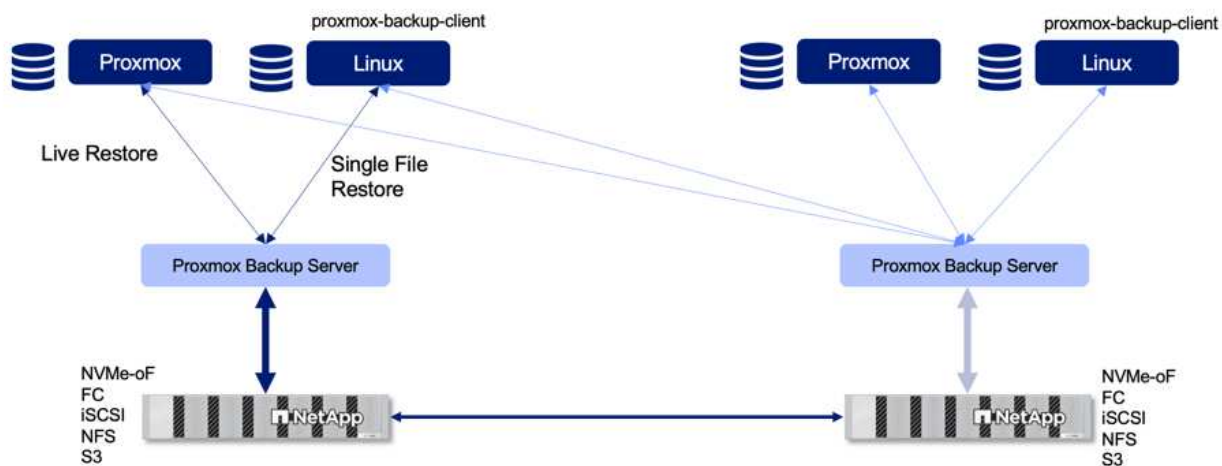 proxmox-backup-client
proxmox-backup-client
Proxmox
Linux
Proxmox
Linux
Live Restore
Single File
Restore
Proxmox Backup Server
Proxmox Backup Server
NVMe-oF
FC
iSCSI
NFS
S3
NetApp
NetApp
NVMe-oF
FC
iSCSI
NFS
S3